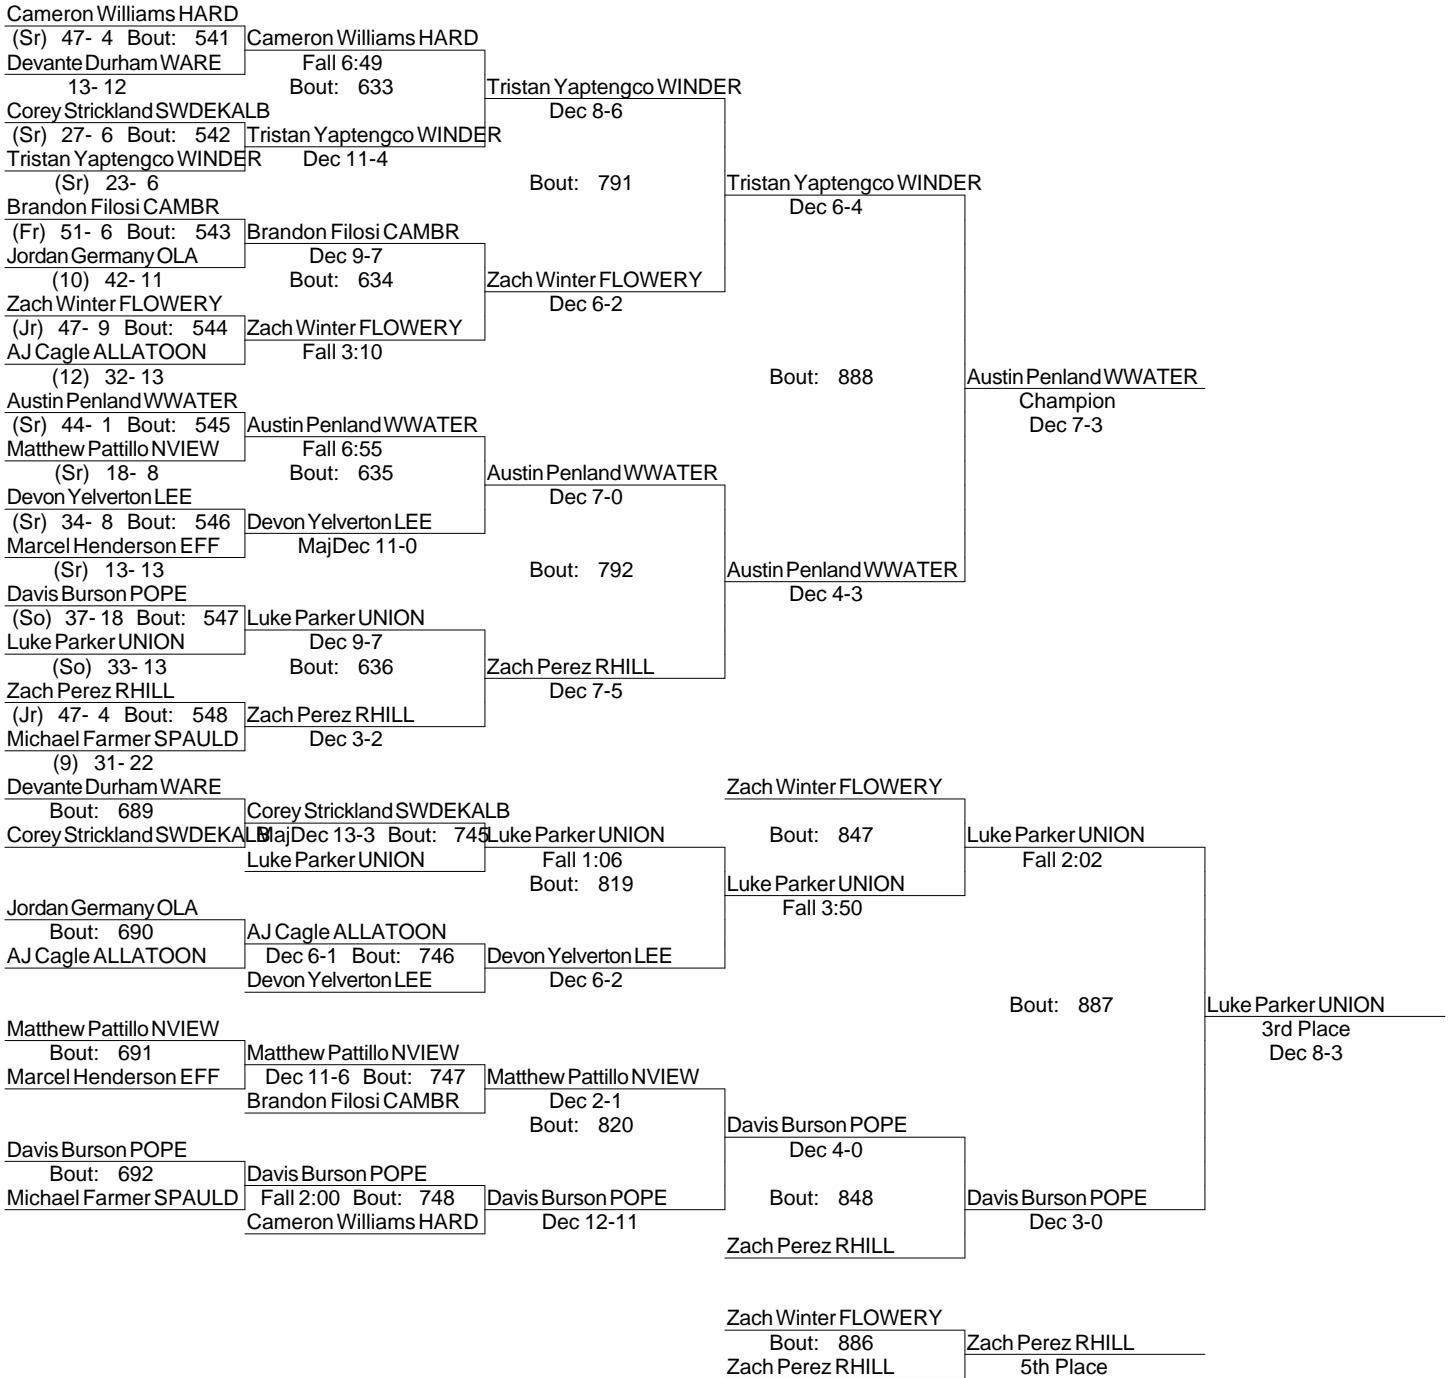 Cameron Williams HARD
(Sr) 47- 4 Bout: 541 Cameron Williams HARD
Devante Durham WARE Fall 6:49
13- 12 Bout: 633 Tristan Yaptengco WINDER
Corey Strickland SWDEKALB Dec 8-6
(Sr) 27- 6 Bout: 542 Tristan Yaptengco WINDER
Tristan Yaptengco WINDER Dec 11-4
(Sr) 23- 6 Bout: 791 Tristan Yaptengco WINDER
Brandon Filosi CAMBR Dec 6-4
(Fr) 51- 6 Bout: 543 Brandon Filosi CAMBR
Jordan Germany OLA Dec 9-7
(10) 42- 11 Bout: 634 Zach Winter FLOWERY
Zach Winter FLOWERY Dec 6-2
(Jr) 47- 9 Bout: 544 Zach Winter FLOWERY
AJ Cagle ALLATOON Fall 3:10
(12) 32- 13 Bout: 888 Austin Penland WWATER
Austin Penland WWATER Champion
(Sr) 44- 1 Bout: 545 Austin Penland WWATER Dec 7-3
Matthew Pattillo NVIEW Fall 6:55
(Sr) 18- 8 Bout: 635 Austin Penland WWATER
Devon Yelverton LEE Dec 7-0
(Sr) 34- 8 Bout: 546 Devon Yelverton LEE
Marcel Henderson EFF MajDec 11-0
(Sr) 13- 13 Bout: 792 Austin Penland WWATER
Davis Burson POPE Dec 4-3
(So) 37- 18 Bout: 547 Luke Parker UNION
Luke Parker UNION Dec 9-7
(So) 33- 13 Bout: 636 Zach Perez RHILL
Zach Perez RHILL Dec 7-5
(Jr) 47- 4 Bout: 548 Zach Perez RHILL
Michael Farmer SPAULD Dec 3-2
(9) 31- 22
Devante Durham WARE Zach Winter FLOWERY
Bout: 689 Corey Strickland SWDEKALB
Corey Strickland SWDEKALB MajDec 13-3 Bout: 745 Luke Parker UNION Bout: 847 Luke Parker UNION
Luke Parker UNION Fall 1:06 Fall 2:02
Bout: 819 Luke Parker UNION
Jordan Germany OLA Fall 3:50
Bout: 690 AJ Cagle ALLATOON
AJ Cagle ALLATOON Dec 6-1 Bout: 746 Devon Yelverton LEE
Devon Yelverton LEE Dec 6-2
Bout: 887 Luke Parker UNION
Matthew Pattillo NVIEW 3rd Place
Bout: 691 Matthew Pattillo NVIEW Dec 8-3
Marcel Henderson EFF Dec 11-6 Bout: 747 Matthew Pattillo NVIEW
Brandon Filosi CAMBR Dec 2-1
Bout: 820 Davis Burson POPE
Davis Burson POPE Dec 4-0
Bout: 692 Davis Burson POPE
Michael Farmer SPAULD Fall 2:00 Bout: 748 Davis Burson POPE Bout: 848 Davis Burson POPE
Cameron Williams HARD Dec 12-11 Dec 3-0
Zach Perez RHILL
Zach Winter FLOWERY
Bout: 886 Zach Perez RHILL
Zach Perez RHILL 5th Place